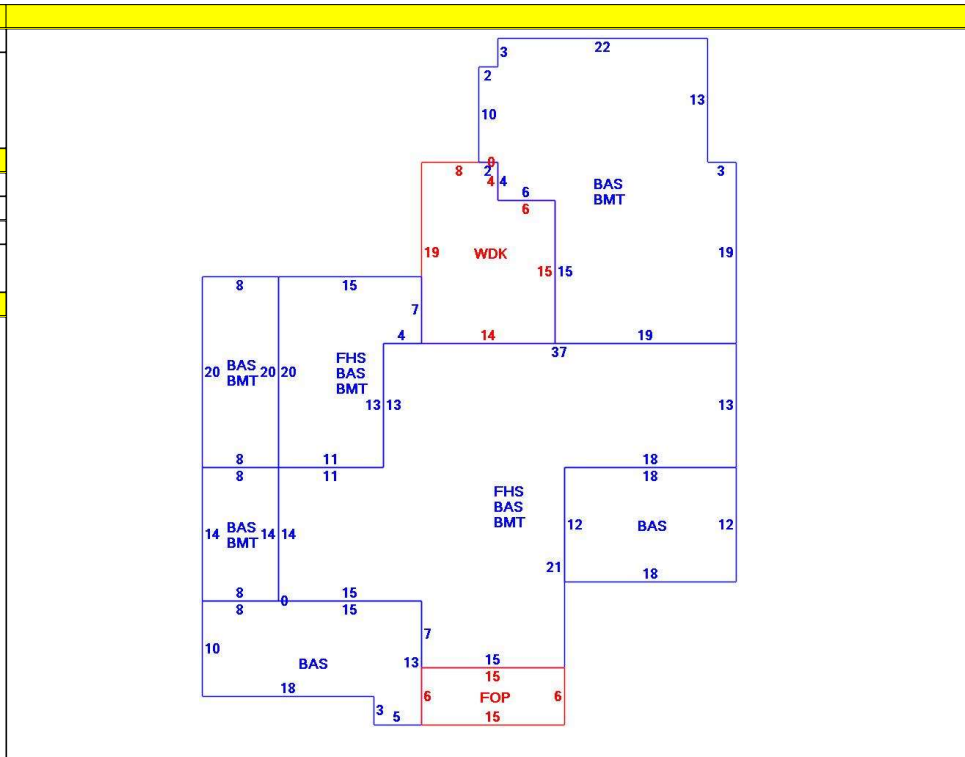 3 22
2
10 13
0
8 2 4 4 3
6
6
BAS
BMT
19 WDK 15 15 19
8 15
7
4 14 19
37
20 BAS 20 20
BMT
FHS
BAS
BMT
13 13 13
8 11 18
8 11 18
FHS
BAS
BMT
14 BAS 14 14
BMT
12 BAS 12
21 18
8 0 15
8 15
10 BAS 7
13 15
15
18 6 FOP 6
3 5 15